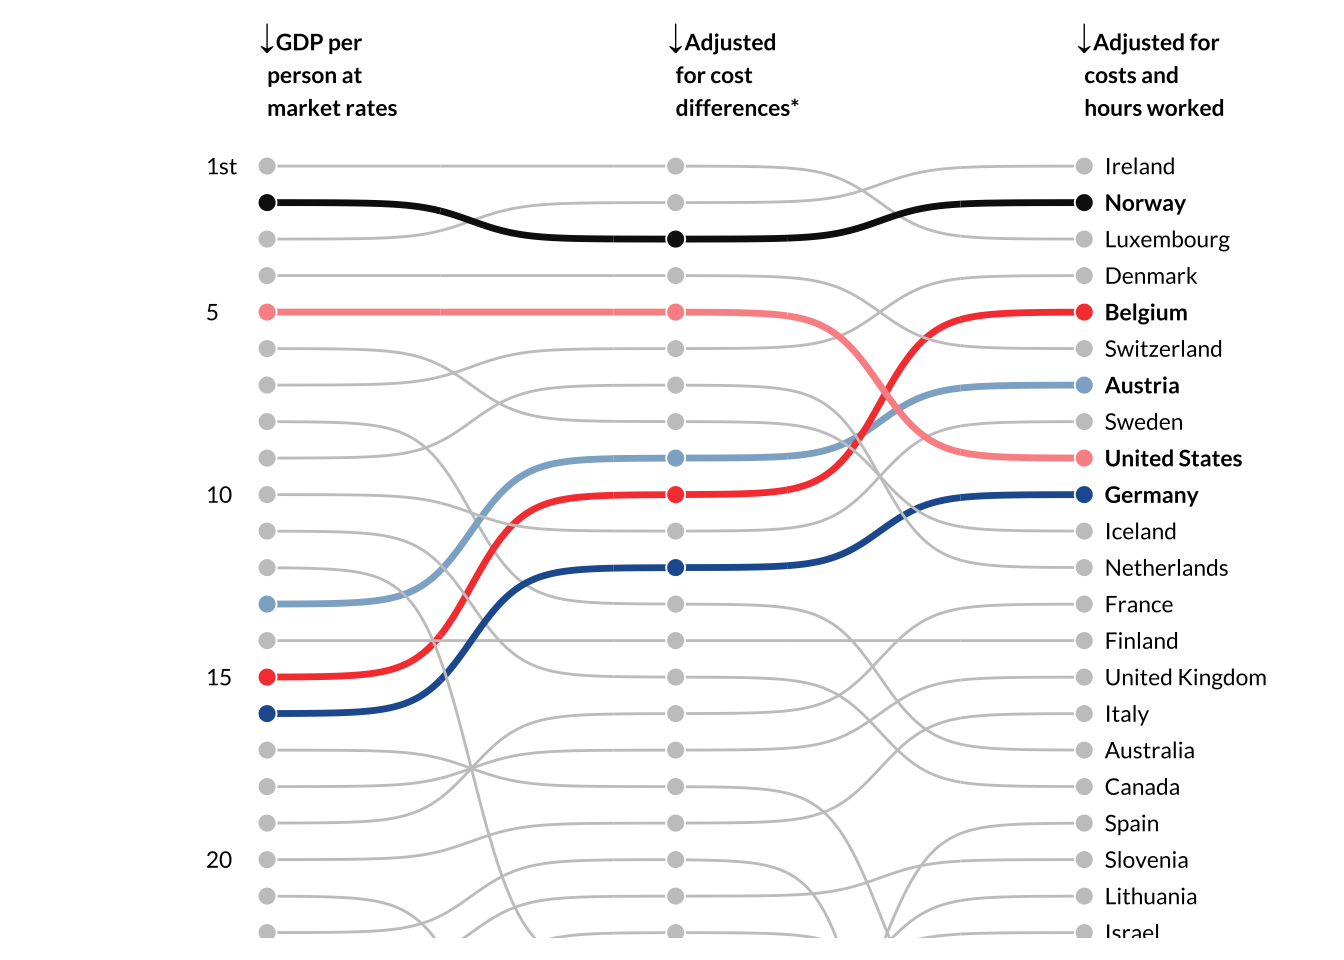 ↓GDP per
person at
market rates
↓Adjusted
for cost
differences*
↓Adjusted for
costs and
hours worked
1st
Ireland
Norway
Luxembourg
Denmark
5
Belgium
Switzerland
Austria
Sweden
United States
10
Germany
Iceland
Netherlands
France
Finland
15
United Kingdom
Italy
Australia
Canada
Spain
20
Slovenia
Lithuania
Israel